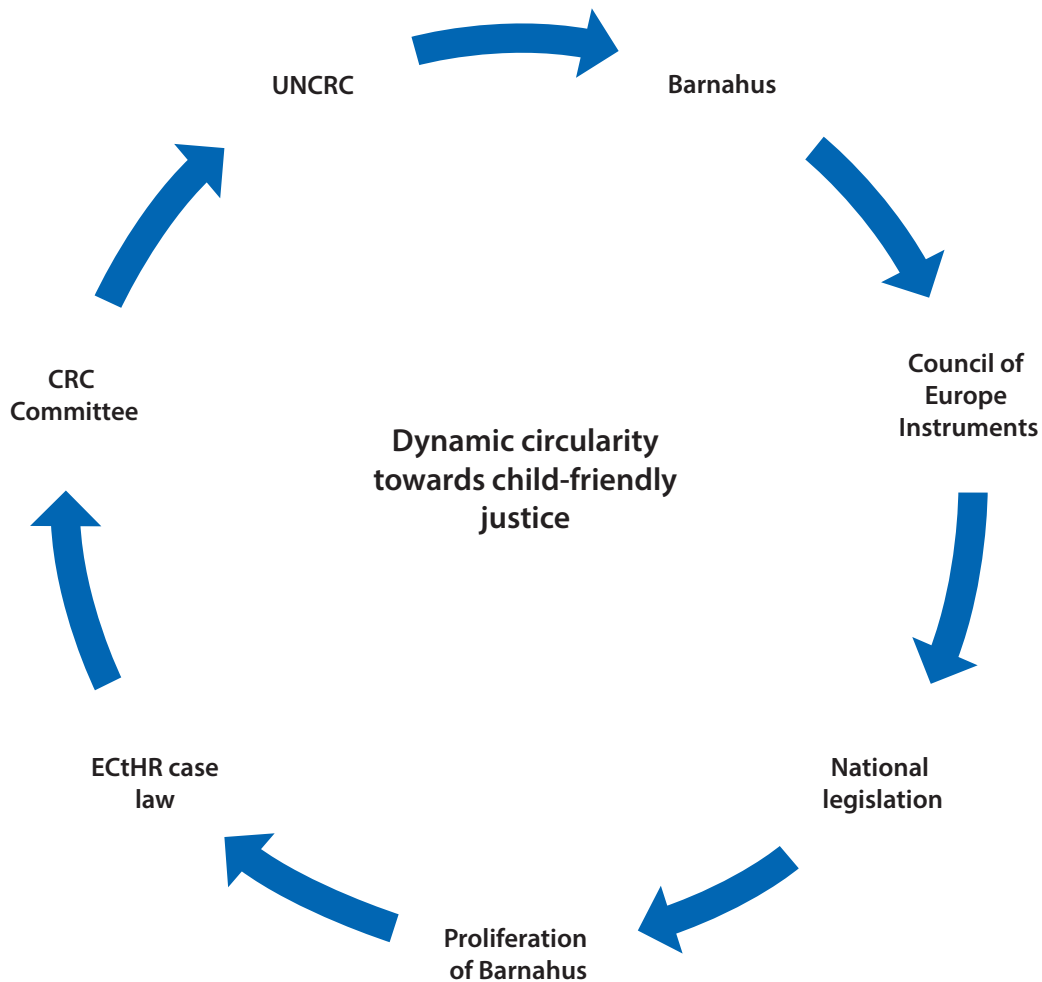 UNCRC
Barnahus
Council of
Europe
Instruments
National
legislation
Proliferation
of Barnahus
ECtHR case
law
CRC
Committee
Dynamic circularity
towards child-friendly
justice